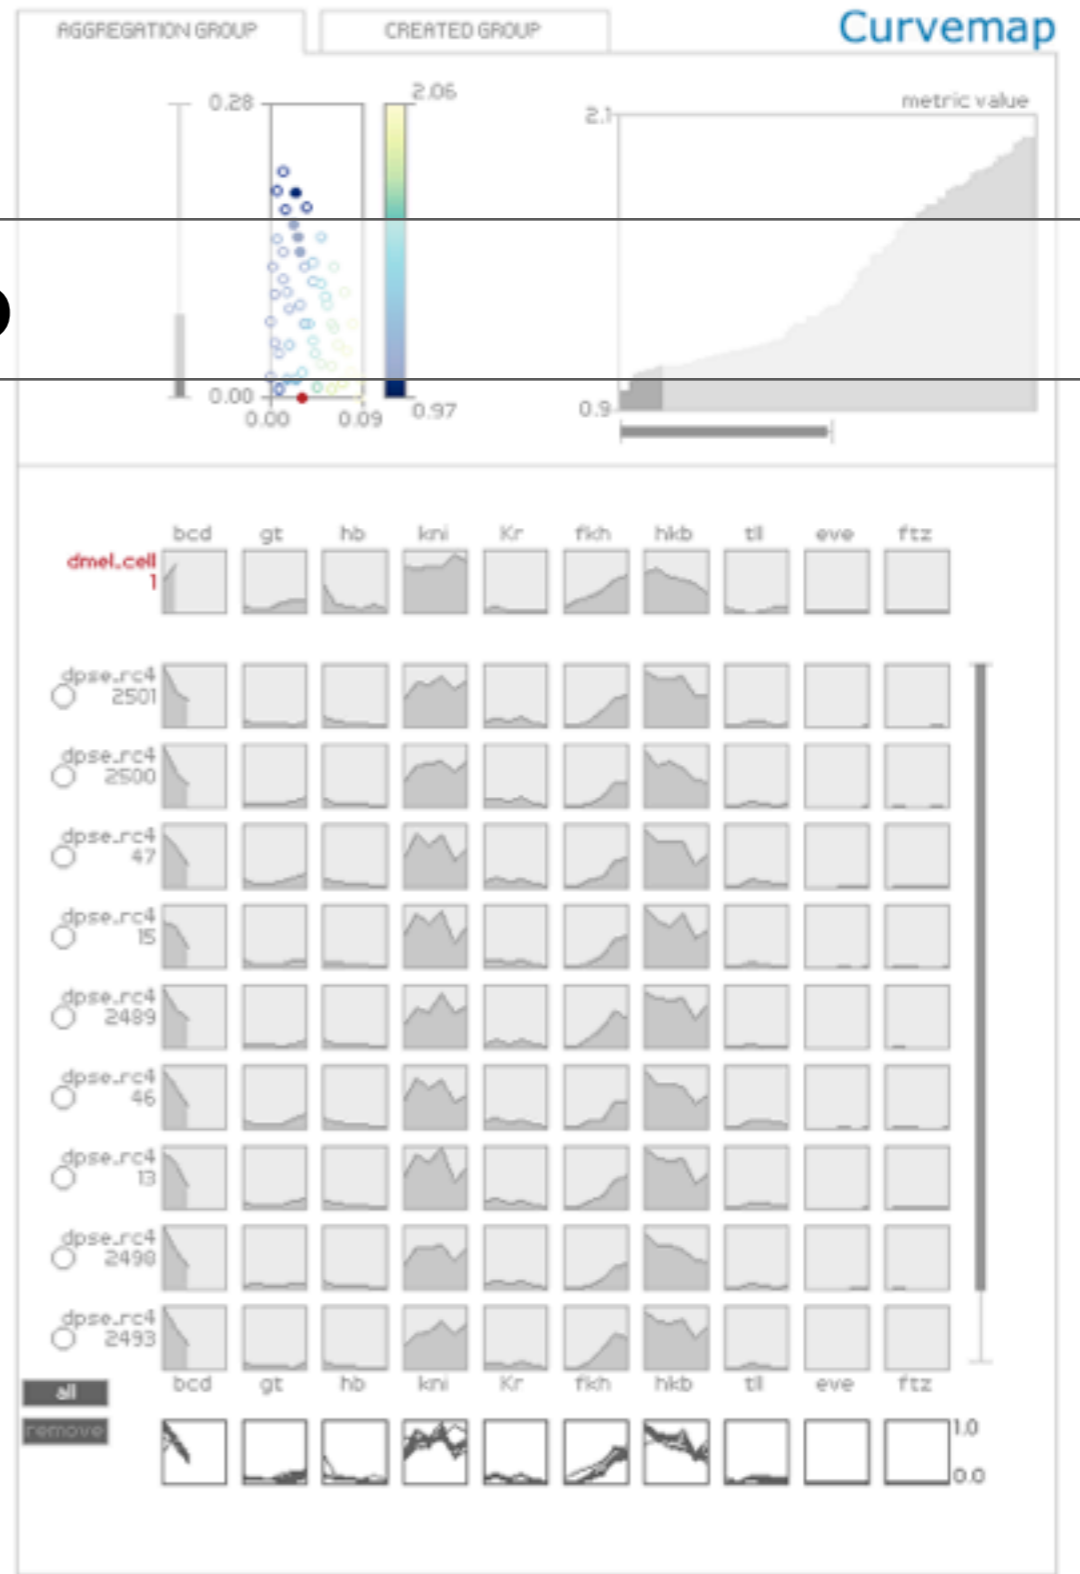 AGGREGATION GROUP
CREATED GROUP
Curvemap
0.28
2.06
metric value
2.1
0.00
0.97
0.9
0.00
0.09
bcd gt hb kni Kr fkh hkb tll eve ftz
dmel_cell
1
dpse_rc4
2501
dpse_rc4
2500
dpse_rc4
47
dpse_rc4
15
dpse_rc4
2489
dpse_rc4
46
dpse_rc4
13
dpse_rc4
2498
dpse_rc4
2493
bcd gt hb kni Kr fkh hkb tll eve ftz
all
remove
1.0
0.0